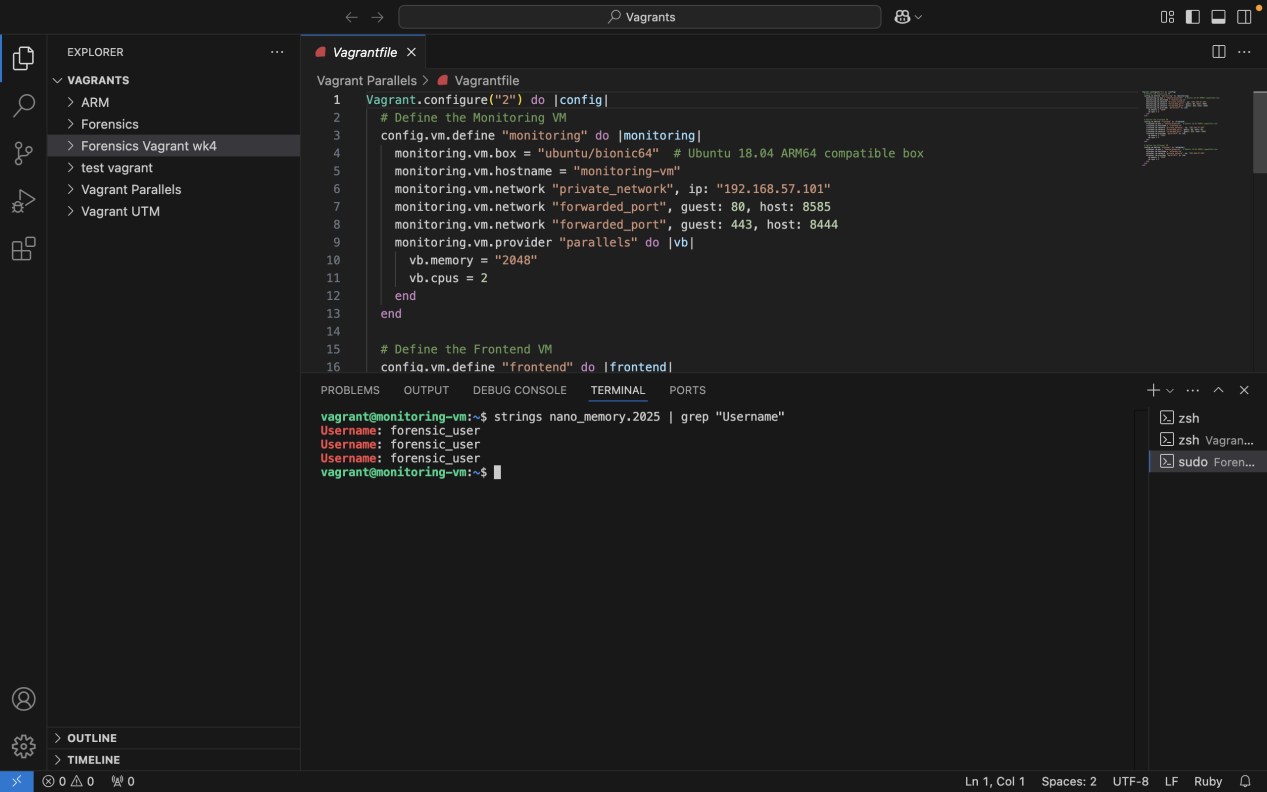 Vagrants
EXPLORER
VAGRANTS
ARM
Forensics
Forensics Vagrant wk4
test vagrant
Vagrant Parallels
Vagrant UTM
OUTLINE
TIMELINE
Vagrantfile
Vagrant Parallels > Vagrantfile
1 Vagrant.configure("2") do |config|
2 # Define the Monitoring VM
3 config.vm.define "monitoring" do |monitoring|
4 monitoring.vm.box = "ubuntu/bionic64"  # Ubuntu 18.04 ARM64 compatible box
5 monitoring.vm.hostname = "monitoring-vm"
6 monitoring.vm.network "private_network", ip: "192.168.57.101"
7 monitoring.vm.network "forwarded_port", guest: 80, host: 8585
8 monitoring.vm.network "forwarded_port", guest: 443, host: 8444
9 monitoring.vm.provider "parallels" do |vb|
10 vb.memory = "2048"
11 vb.cpus = 2
12 end
13 end
14
15 # Define the Frontend VM
16 config.vm.define "frontend" do |frontend|
PROBLEMS OUTPUT DEBUG CONSOLE TERMINAL PORTS
vagrant@monitoring-vm:~$ strings nano_memory.2025 | grep "Username"
Username: forensic_user
Username: forensic_user
Username: forensic_user
vagrant@monitoring-vm:~$
zsh
zsh Vagran...
sudo Foren...
0 0 0
Ln 1, Col 1 Spaces: 2 UTF-8 LF Ruby